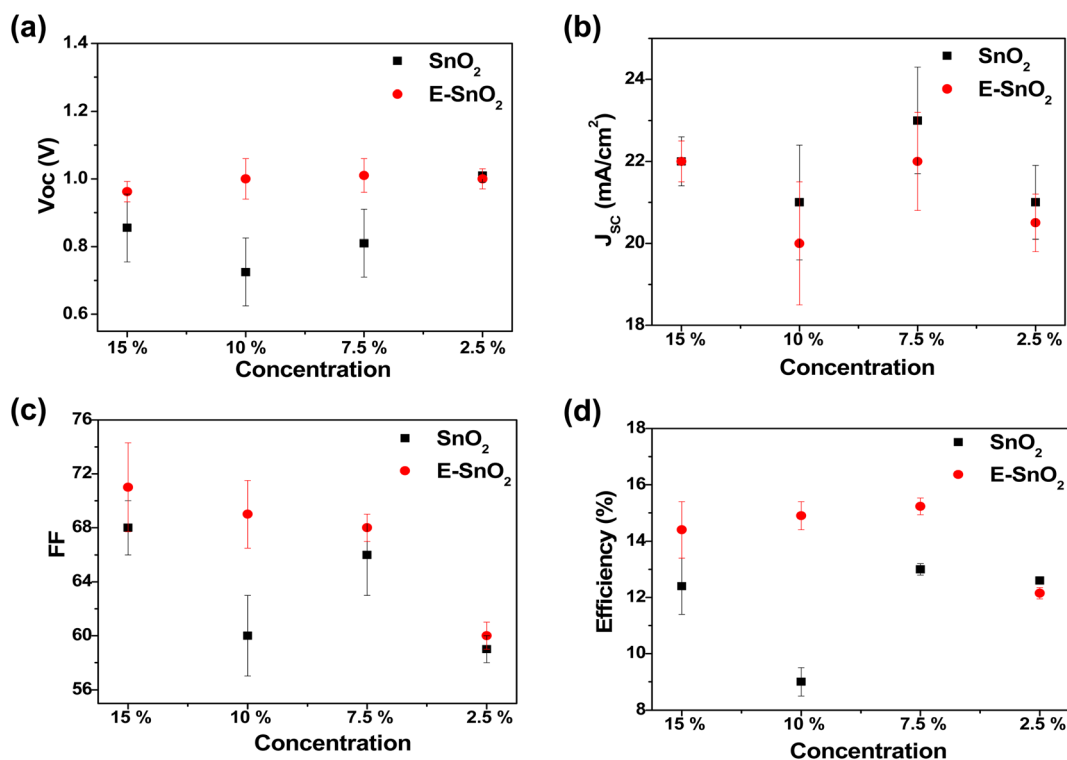 (a)
1.4
1.2
1.0
0.8
0.6
Voc (V)
SnO₂
E-SnO₂
15 % 10 % 7.5 % 2.5 %
Concentration
(b)
24
22
20
18
J_SC (mA/cm²)
SnO₂
E-SnO₂
15 % 10 % 7.5 % 2.5 %
Concentration
(c)
76
72
68
64
60
56
FF
SnO₂
E-SnO₂
15 % 10 % 7.5 % 2.5 %
Concentration
(d)
18
16
14
12
10
8
Efficiency (%)
SnO₂
E-SnO₂
15 % 10 % 7.5 % 2.5 %
Concentration